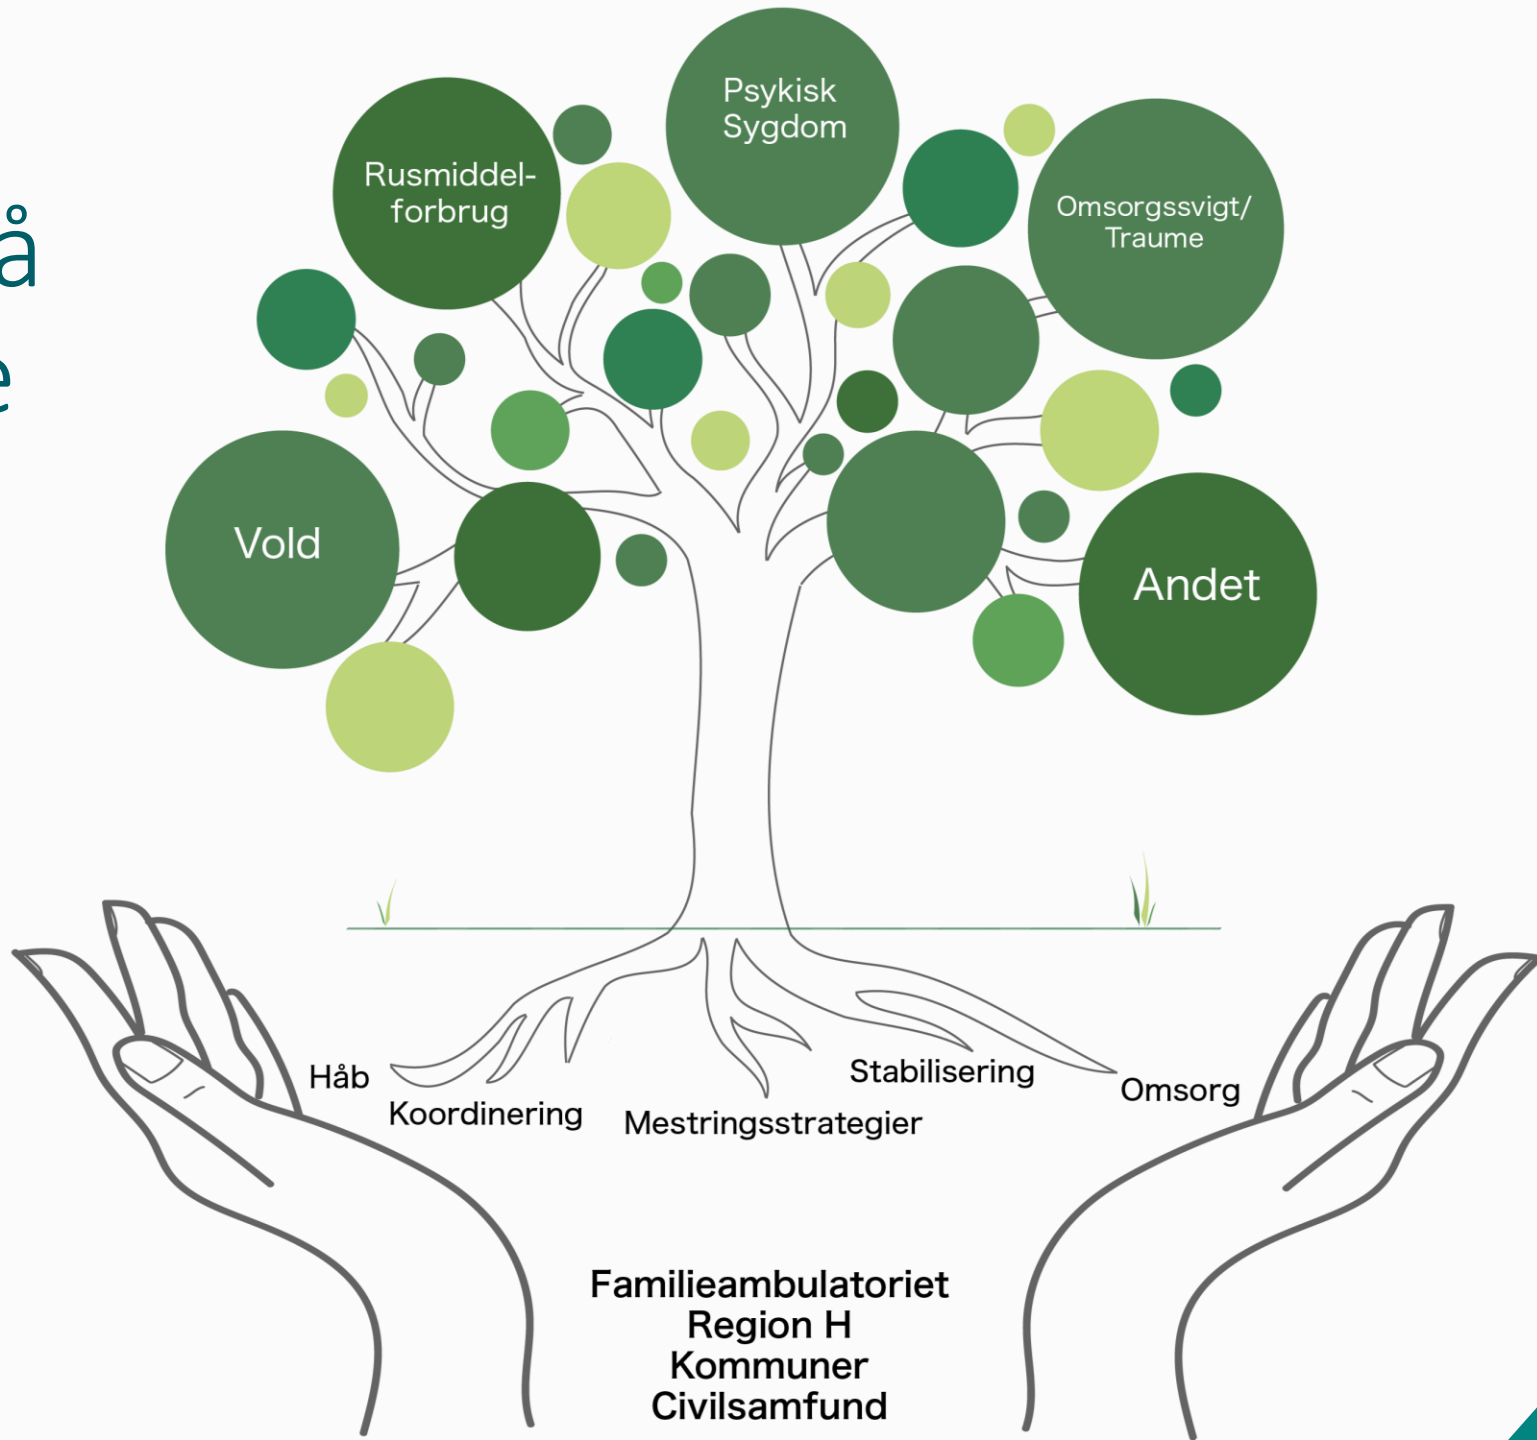 å
e
Psykisk
Sygdom
Rusmiddel-
forbrug
Omsorgssvigt/
Traume
Vold
Andet
Håb
Koordinering
Mestringsstrategier
Stabilisering
Omsorg
Familieambulatoriet
Region H
Kommuner
Civilsamfund